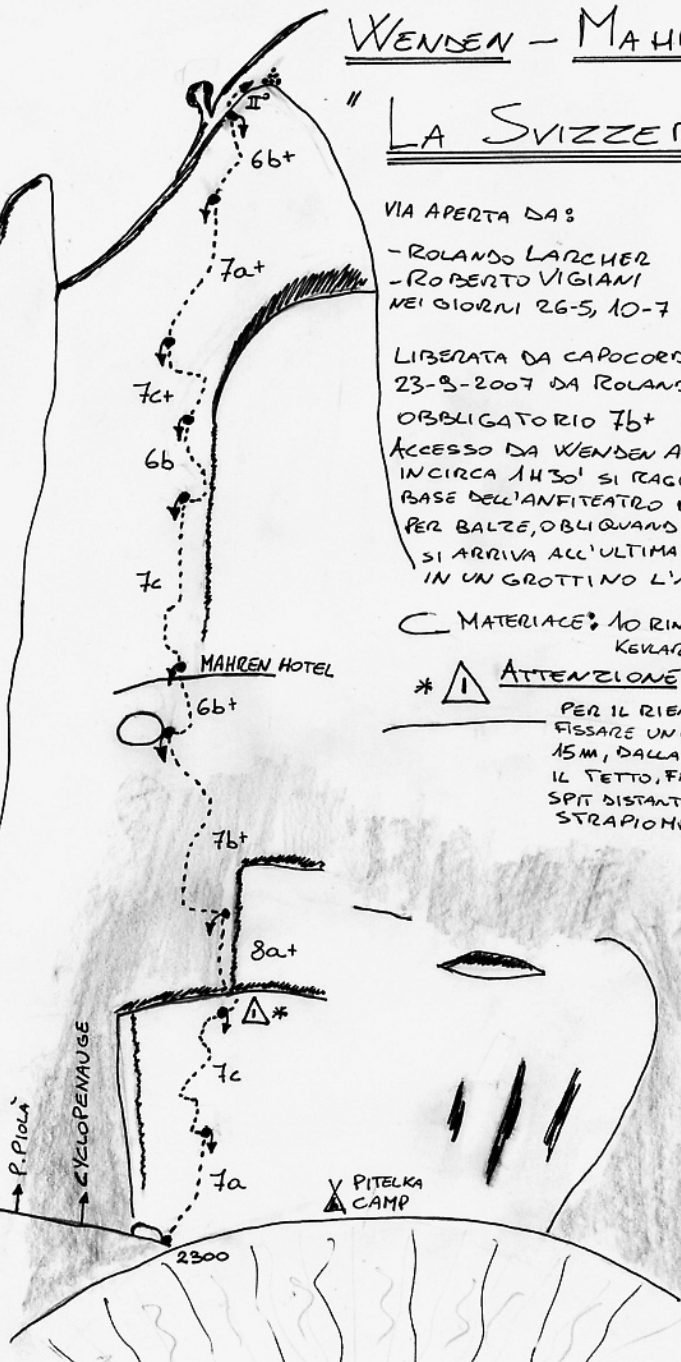 WENDEN – MAH
"LA SVIZZER
VIA APERTA DA:
- ROLANDO LARCHER
- ROBERTO VIGIANI
NEI GIORNI 26-5, 10-7
LIBERATA DA CAPOCORD
23-9-2007 DA ROLAND
OBBLIGATORIO 7b+
ACCESSO DA WENDEN A
IN CIRCA 1H30' SI RAG
BASE DELL'ANFITEATRO
PER BALZE, OBLIQUAND
SI ARRIVA ALL'ULTIMA
IN UN GROTTINO L'
MATERIALE: 10 RIN
KEVLAR
* ATTENZIONE
PER IL RIE
FISSARE UN
15M, DALLA
IL TETTO, F
SPIT DISTANT
STRAPIOM
II°
6b+
7a+
7c+
6b
7c
MAHREN HOTEL
6b+
7b+
8a+
*
7c
7a
PITELKA
CAMP
P. PIOLÀ
CYCLOPENAUGE
2300